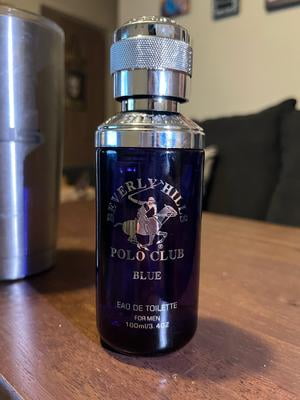 BEVERLY HILLS
POLO CLUB
BLUE
EAU DE TOILETTE
FOR MEN
100ml/3.4OZ